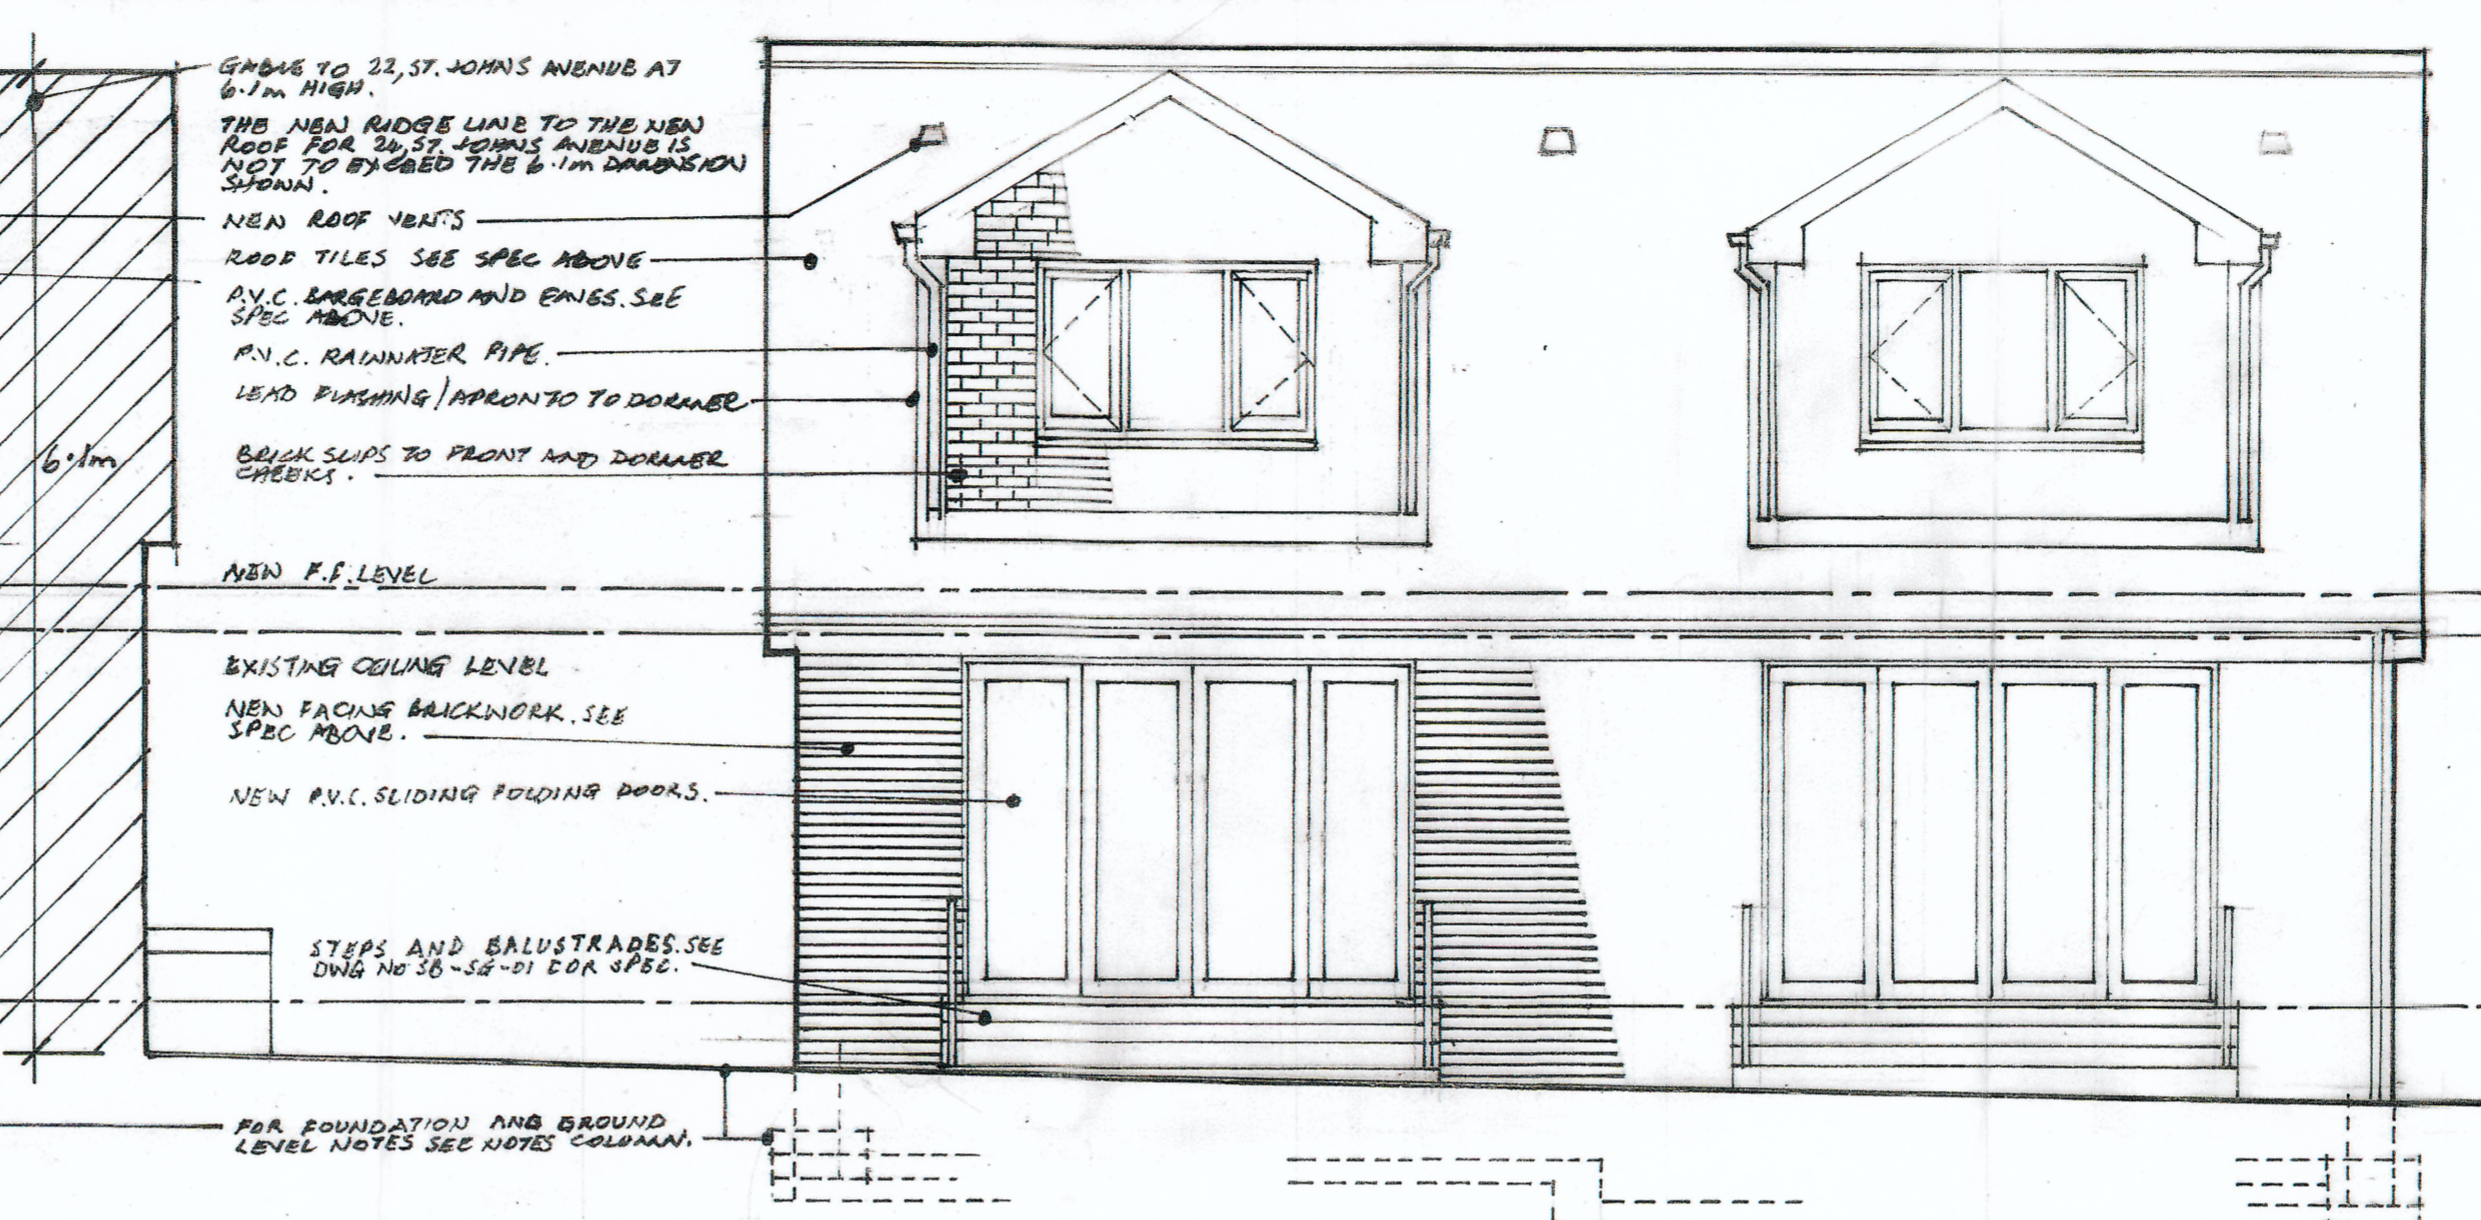 GABLE TO 22, ST. JOHNS AVENUE AT
6.1m HIGH.
THE NEW RIDGE LINE TO THE NEW
ROOF FOR 24, ST. JOHNS AVENUE IS
NOT TO EXCEED THE 6.1m DIMENSION
SHOWN.
NEW ROOF VENTS
ROOF TILES SEE SPEC ABOVE
P.V.C. BARGEBOARD AND EAVES. SEE
SPEC ABOVE.
P.V.C. RAINWATER PIPE.
LEAD FLASHING/APRONTO TO DORMER
BRICK SLIPS TO FRONT AND DORMER
CHEEKS.
6.1m
NEW F.F. LEVEL
EXISTING CEILING LEVEL
NEW FACING BRICKWORK. SEE
SPEC ABOVE.
NEW P.V.C. SLIDING FOLDING DOORS.
STEPS AND BALUSTRADES. SEE
DWG NO SB-SG-01 FOR SPEC.
FOR FOUNDATION AND GROUND
LEVEL NOTES SEE NOTES COLUMN.